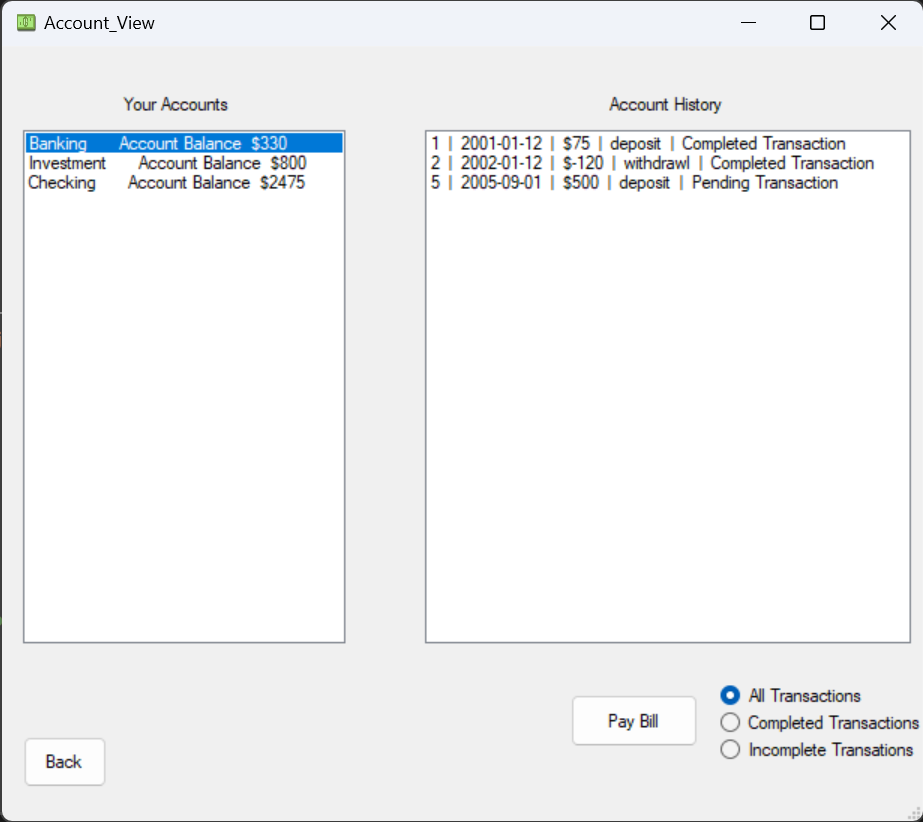 Account_View
Your Accounts
Banking Account Balance $330
Investment Account Balance $800
Checking Account Balance $2475
Account History
1 | 2001-01-12 | $75 | deposit | Completed Transaction
2 | 2002-01-12 | $-120 | withdrawl | Completed Transaction
5 | 2005-09-01 | $500 | deposit | Pending Transaction
Pay Bill
All Transactions
Completed Transactions
Incomplete Transations
Back